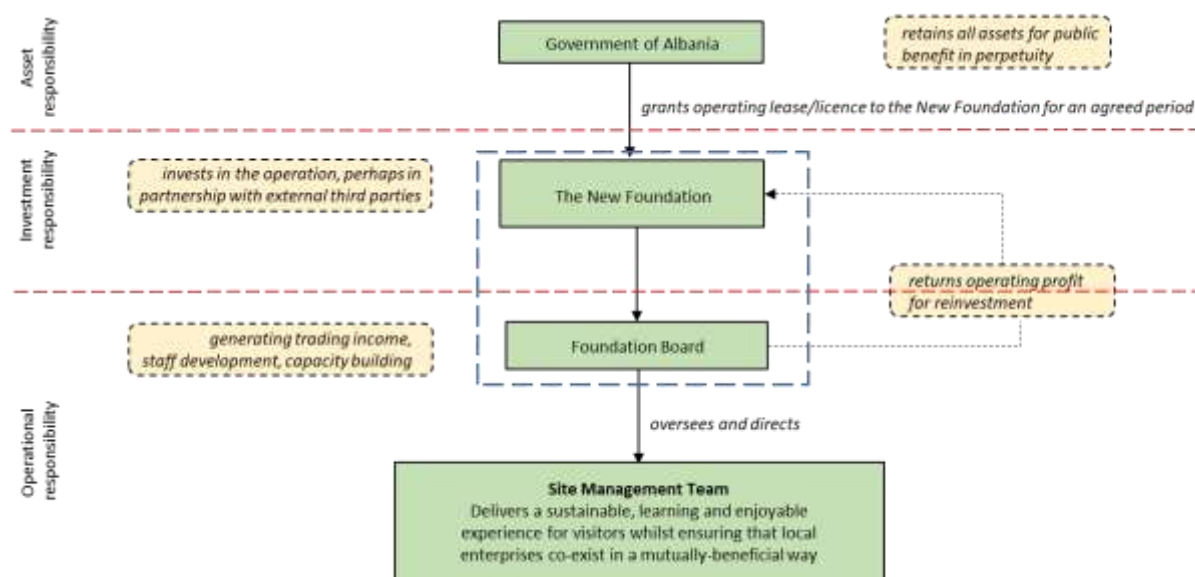 Asset
responsibility
Government of Albania
retains all assets for public
benefit in perpetuity
grants operating lease/licence to the New Foundation for an agreed period
Investment
responsibility
invests in the operation, perhaps in
partnership with external third parties
The New Foundation
returns operating profit
for reinvestment
Operational
responsibility
generating trading income,
staff development, capacity building
Foundation Board
oversees and directs
Site Management Team
Delivers a sustainable, learning and enjoyable
experience for visitors whilst ensuring that local
enterprises co-exist in a mutually-beneficial way